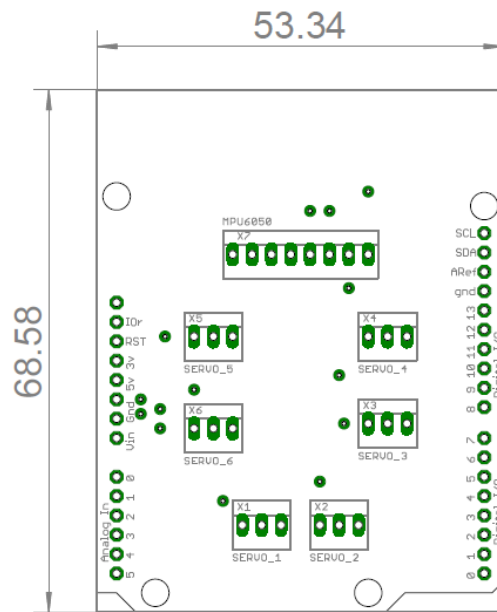 53.34
68.58
MPU6050
X7
SCL
SDA
ARef
gnd
13
12
11
10
9
8
7
6
5
4
3
2
1
0
IOr
RST
3v
5v
Gnd
Vin
Analog In
0
1
2
3
4
5
X5
SERVO_5
X4
SERVO_4
X6
SERVO_6
X3
SERVO_3
X1
SERVO_1
X2
SERVO_2